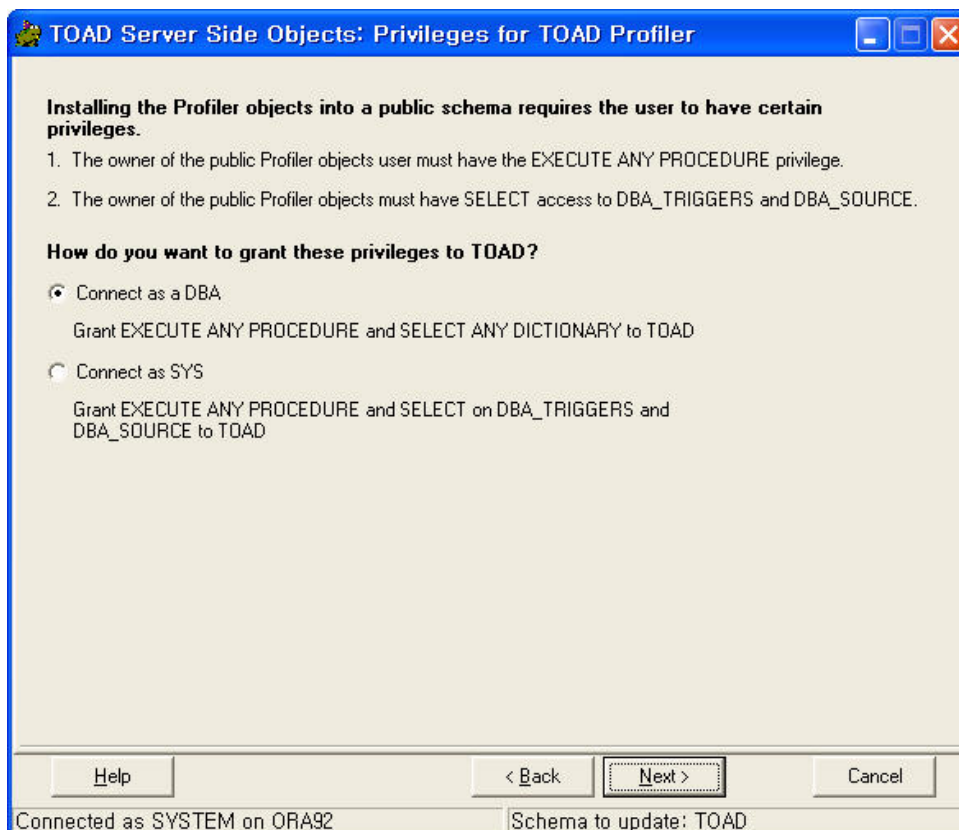 TOAD Server Side Objects: Privileges for TOAD Profiler
Installing the Profiler objects into a public schema requires the user to have certain
privileges.
1. The owner of the public Profiler objects user must have the EXECUTE ANY PROCEDURE privilege.
2. The owner of the public Profiler objects must have SELECT access to DBA_TRIGGERS and DBA_SOURCE.
How do you want to grant these privileges to TOAD?
Connect as a DBA
Grant EXECUTE ANY PROCEDURE and SELECT ANY DICTIONARY to TOAD
Connect as SYS
Grant EXECUTE ANY PROCEDURE and SELECT on DBA_TRIGGERS and
DBA_SOURCE to TOAD
Help
< Back
Next >
Cancel
Connected as SYSTEM on ORA92
Schema to update: TOAD